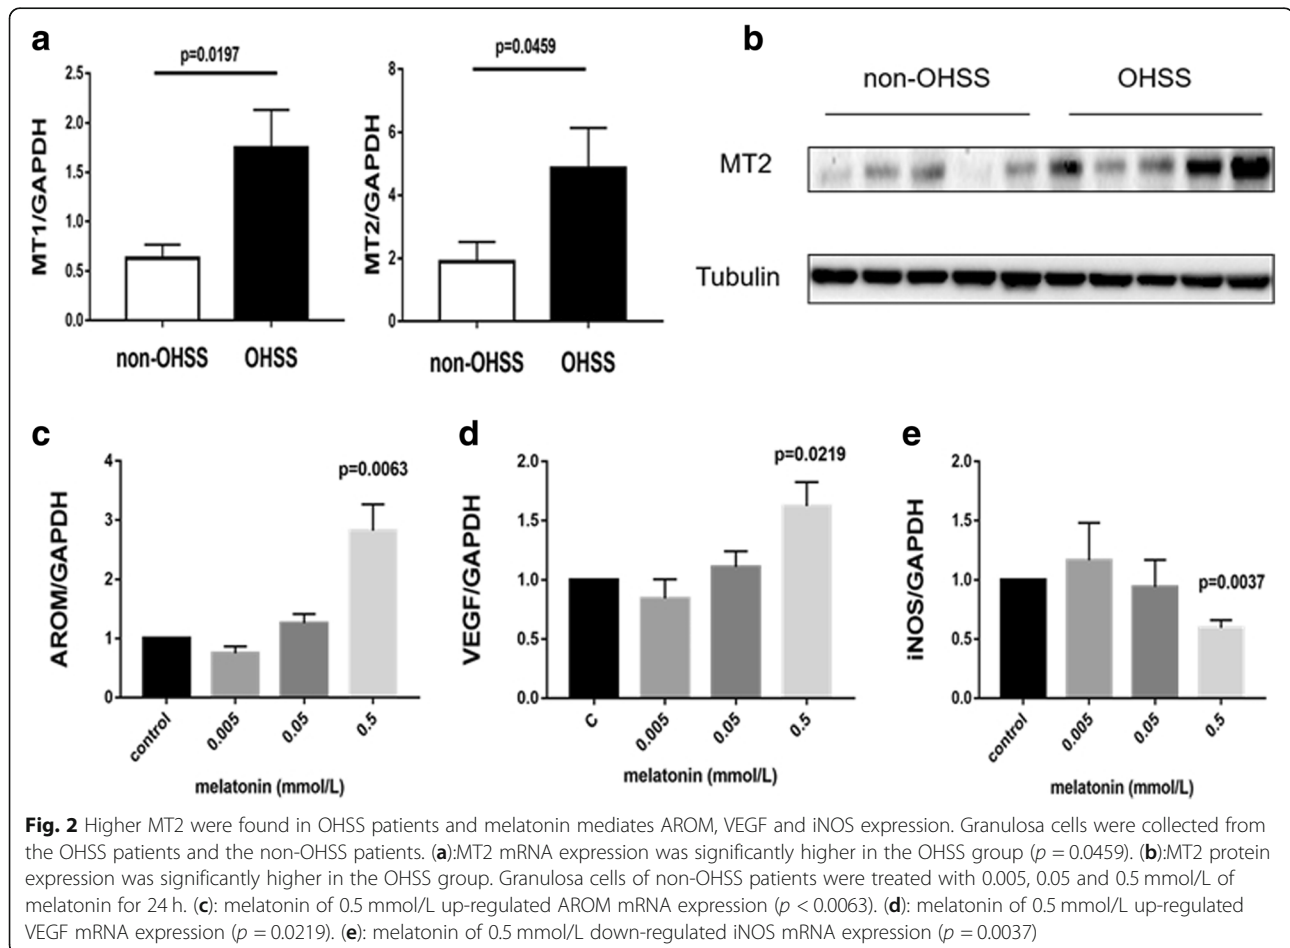 a
p=0.0197
MT1/GAPDH
2.5
2.0
1.5
1.0
0.5
0.0
non-OHSS OHSS
p=0.0459
MT2/GAPDH
8
6
4
2
0
non-OHSS OHSS
b
non-OHSS OHSS
MT2
Tubulin
c
AROM/GAPDH
4
3
2
1
0
p=0.0063
control 0.005 0.05 0.5
melatonin (mmol/L)
d
VEGF/GAPDH
2.0
1.5
1.0
0.5
0.0
p=0.0219
C 0.005 0.05 0.5
melatonin (mmol/L)
e
iNOS/GAPDH
2.0
1.5
1.0
0.5
0.0
p=0.0037
control 0.005 0.05 0.5
melatonin (mmol/L)
Fig. 2 Higher MT2 were found in OHSS patients and melatonin mediates AROM, VEGF and iNOS expression. Granulosa cells were collected from
the OHSS patients and the non-OHSS patients. (a):MT2 mRNA expression was significantly higher in the OHSS group (p = 0.0459). (b):MT2 protein
expression was significantly higher in the OHSS group. Granulosa cells of non-OHSS patients were treated with 0.005, 0.05 and 0.5 mmol/L of
melatonin for 24 h. (c): melatonin of 0.5 mmol/L up-regulated AROM mRNA expression (p < 0.0063). (d): melatonin of 0.5 mmol/L up-regulated
VEGF mRNA expression (p = 0.0219). (e): melatonin of 0.5 mmol/L down-regulated iNOS mRNA expression (p = 0.0037)